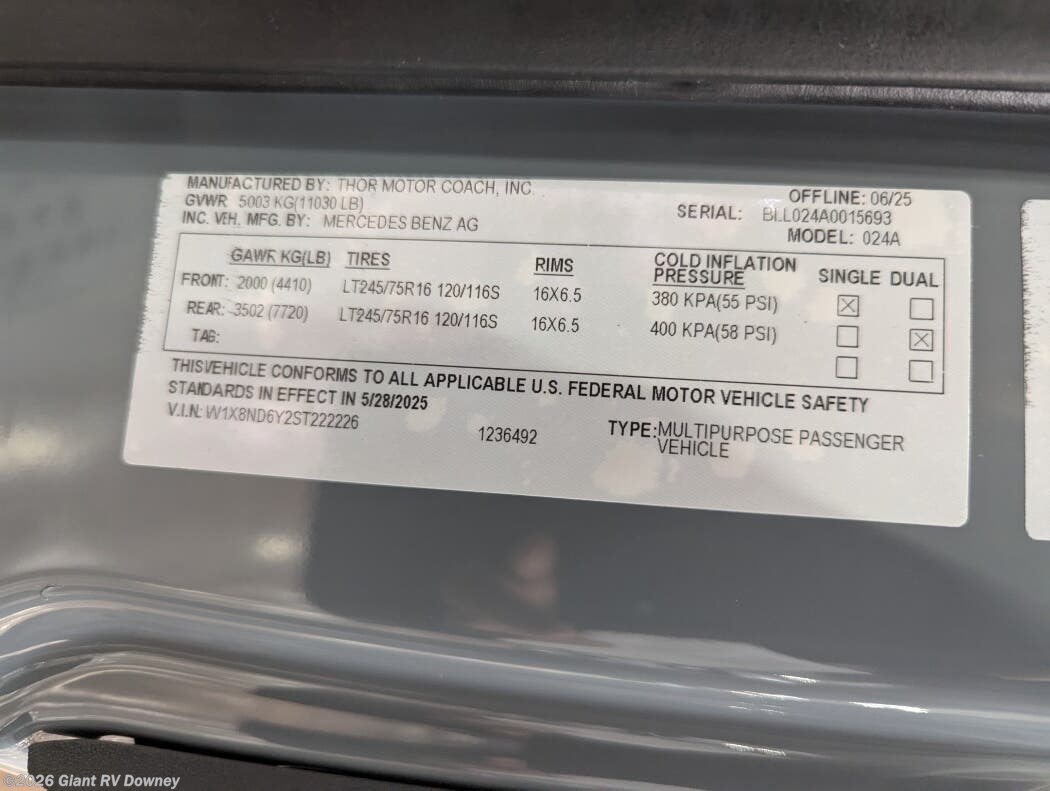 MANUFACTURED BY: THOR MOTOR COACH, INC.
OFFLINE: 06/25
GVWR 5003 KG(11030 LB)
SERIAL: BLL024A0015693
INC. VEH. MFG. BY: MERCEDES BENZ AG
MODEL: 024A
GAWR KG(LB) TIRES RIMS COLD INFLATION PRESSURE SINGLE DUAL
FRONT: 2000 (4410) LT245/75R16 120/116S 16X6.5 380 KPA(55 PSI) ☒ ☐
REAR: 3502 (7720) LT245/75R16 120/116S 16X6.5 400 KPA(58 PSI) ☐ ☒
TAG: ☐ ☐
THIS VEHICLE CONFORMS TO ALL APPLICABLE U.S. FEDERAL MOTOR VEHICLE SAFETY
STANDARDS IN EFFECT IN 5/28/2025
V.I.N: W1X8ND6Y2ST222226
1236492
TYPE: MULTIPURPOSE PASSENGER
VEHICLE
©2026 Giant RV Downey